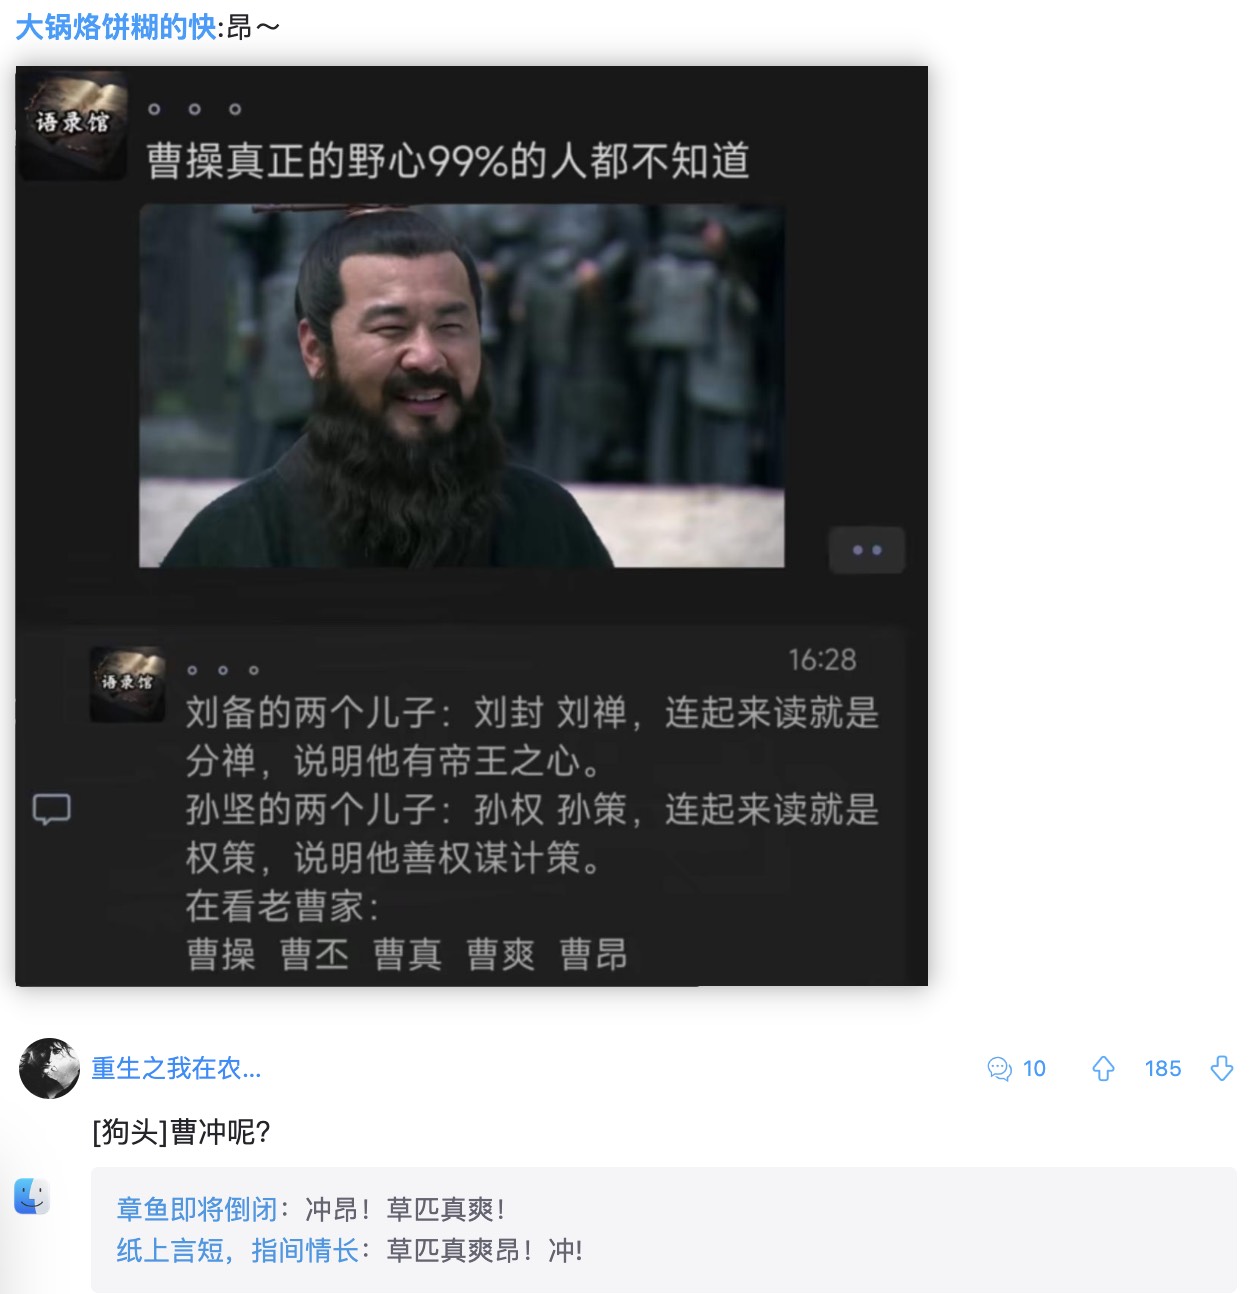 大锅烙饼糊的快:昂～
语录馆
。。。
曹操真正的野心99%的人都不知道
语录馆
。。。
16:28
刘备的两个儿子：刘封 刘禅，连起来读就是
分禅，说明他有帝王之心。
孙坚的两个儿子：孙权 孙策，连起来读就是
权策，说明他善权谋计策。
在看老曹家：
曹操 曹丕 曹真 曹爽 曹昂
重生之我在农...
10
185
[狗头]曹冲呢?
章鱼即将倒闭：冲昂！草匹真爽！
纸上言短，指间情长：草匹真爽昂！冲!